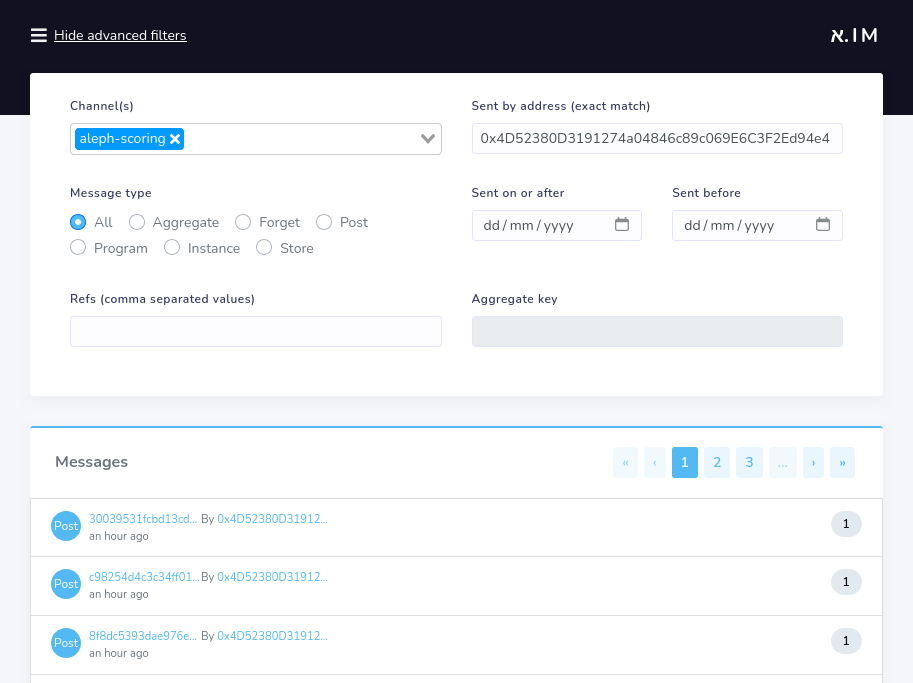 Hide advanced filters
א.IM
Channel(s)
aleph-scoring
Sent by address (exact match)
0x4D52380D3191274a04846c89c069E6C3F2Ed94e4
Message type
All Aggregate Forget Post
Program Instance Store
Sent on or after
dd/mm/yyyy
Sent before
dd/mm/yyyy
Refs (comma separated values)
Aggregate key
Messages
« ‹ 1 2 3 ... › »
Post
30039531fcbd13cd... By 0x4D52380D31912...
an hour ago
1
Post
c98254d4c3c34ff01... By 0x4D52380D31912...
an hour ago
1
Post
8f8dc5393dae976e... By 0x4D52380D31912...
an hour ago
1